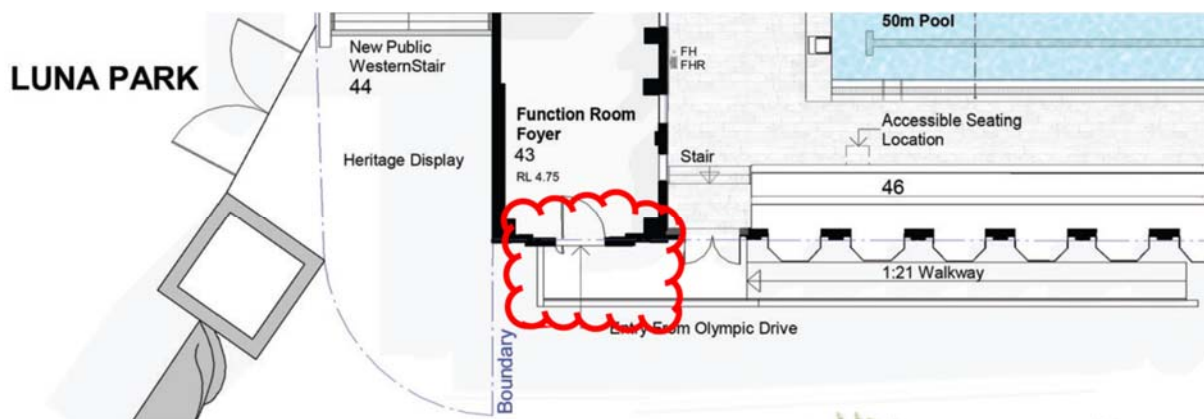 50m Pool
New Public
WesternStair
44
LUNA PARK
FH
FHR
Function Room
Foyer
43
RL 4.75
Accessible Seating
Location
Heritage Display
Stair
46
1:21 Walkway
Entry From Olympic Drive
Boundary